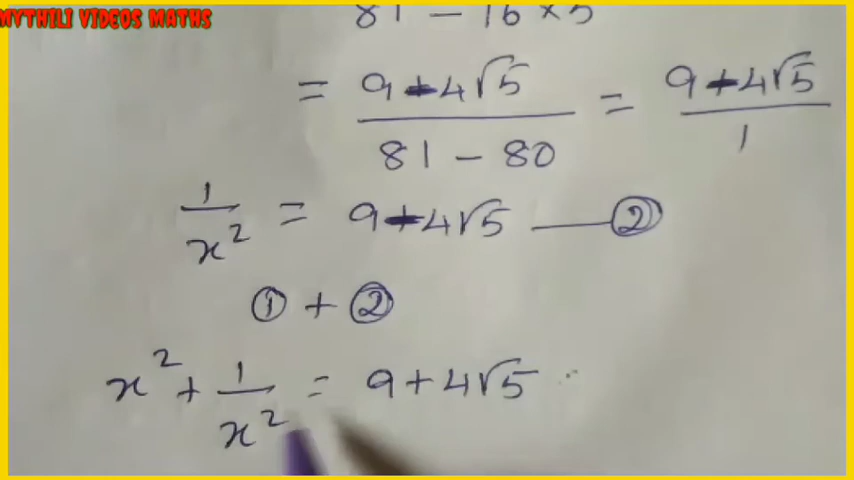 MYTHILI VIDEOS MATHS
81 - 16 × 5
= 9 - 4√5 / 81 - 80 = 9 - 4√5 / 1
1 / x² = 9 - 4√5 — ②
① + ②
x² + 1 / x² = 9 + 4√5